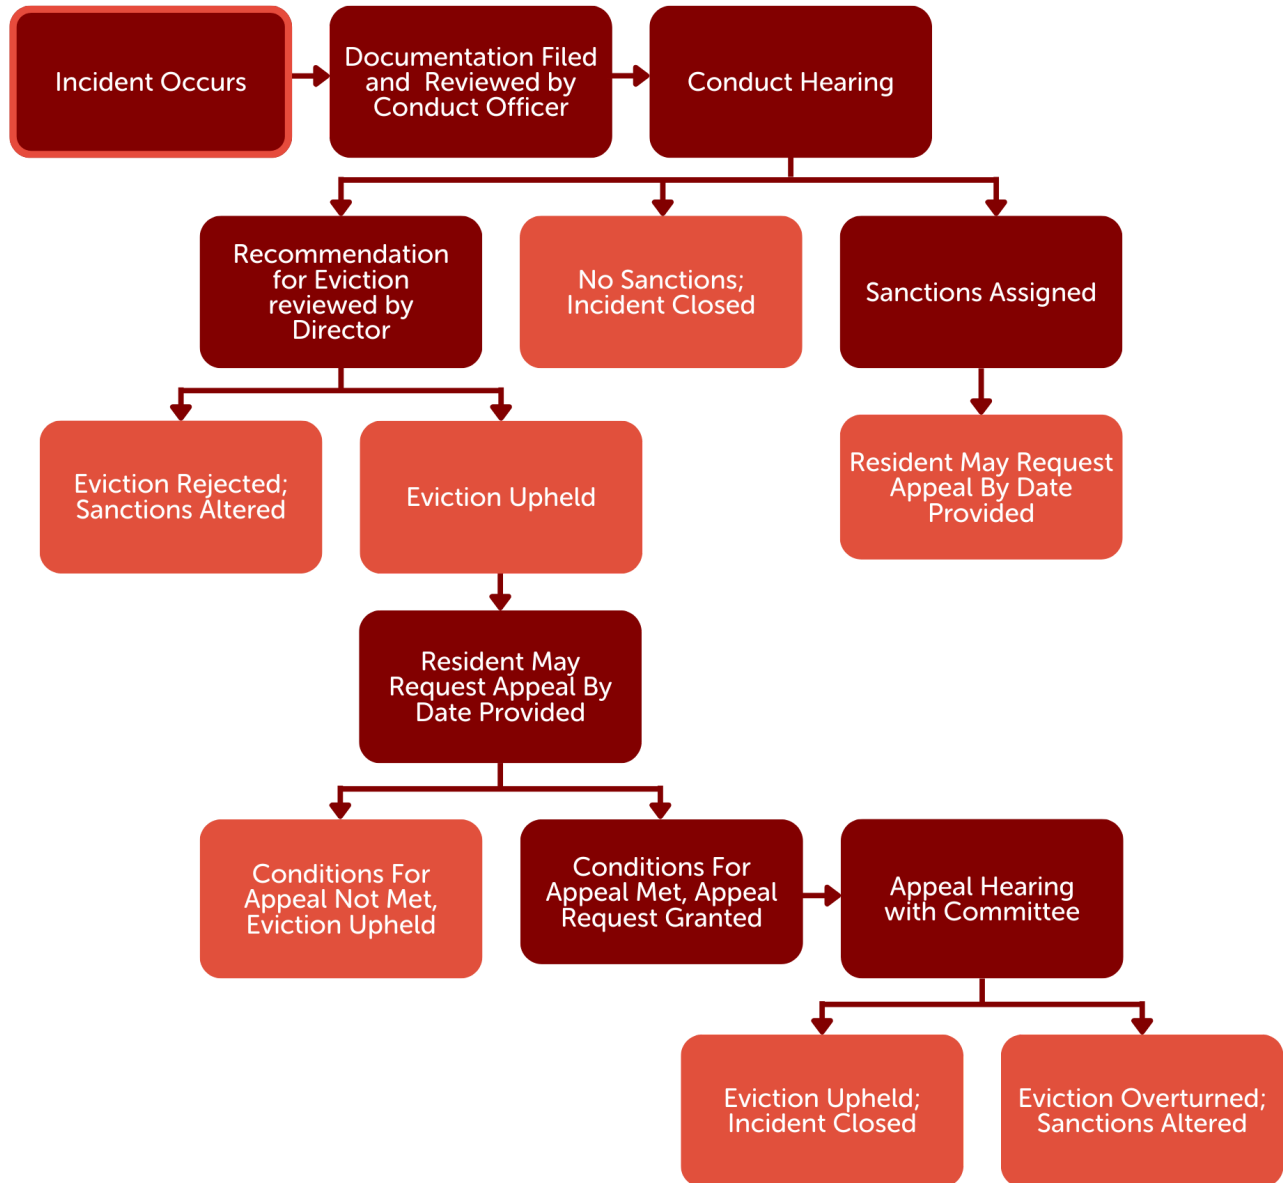 Incident Occurs
Documentation Filed
and  Reviewed by
Conduct Officer
Conduct Hearing
Recommendation
for Eviction
reviewed by
Director
No Sanctions;
Incident Closed
Sanctions Assigned
Eviction Rejected;
Sanctions Altered
Eviction Upheld
Resident May Request
Appeal By Date
Provided
Resident May
Request Appeal By
Date Provided
Conditions For
Appeal Not Met,
Eviction Upheld
Conditions For
Appeal Met, Appeal
Request Granted
Appeal Hearing
with Committee
Eviction Upheld;
Incident Closed
Eviction Overturned;
Sanctions Altered